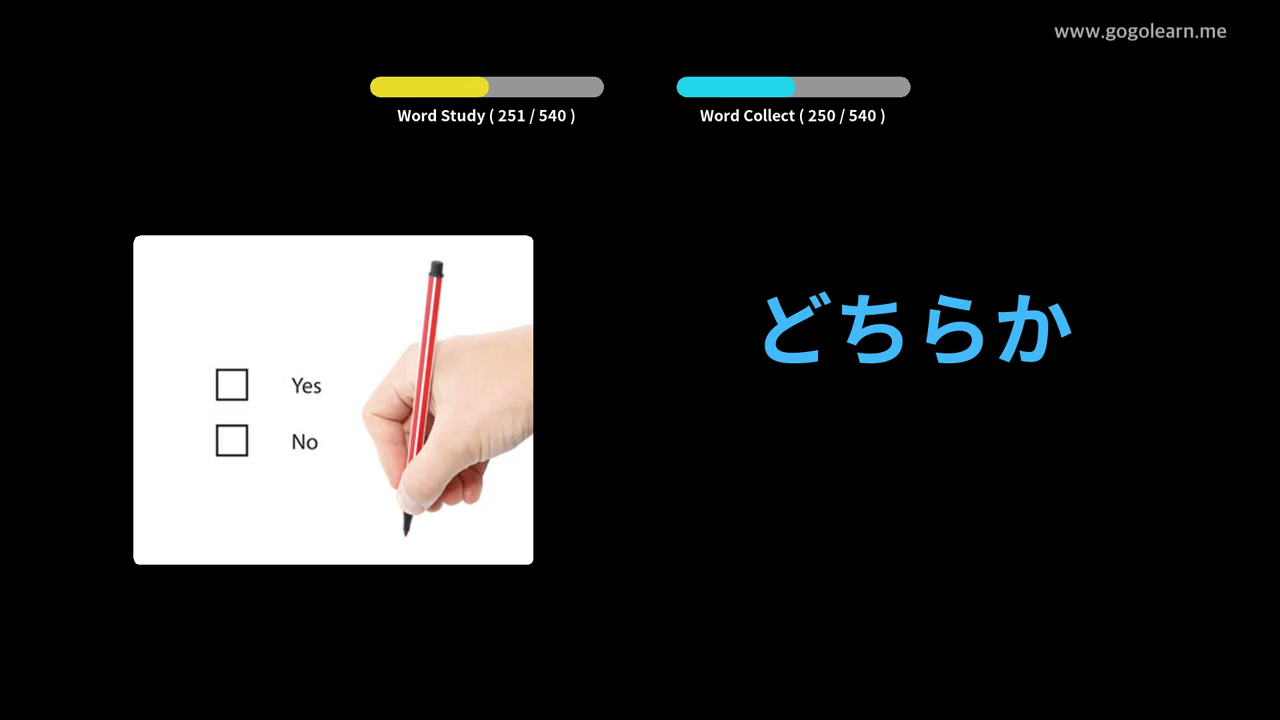 www.gogolearn.me
Word Study ( 251 / 540 )
Word Collect ( 250 / 540 )
Yes
No
どちらか